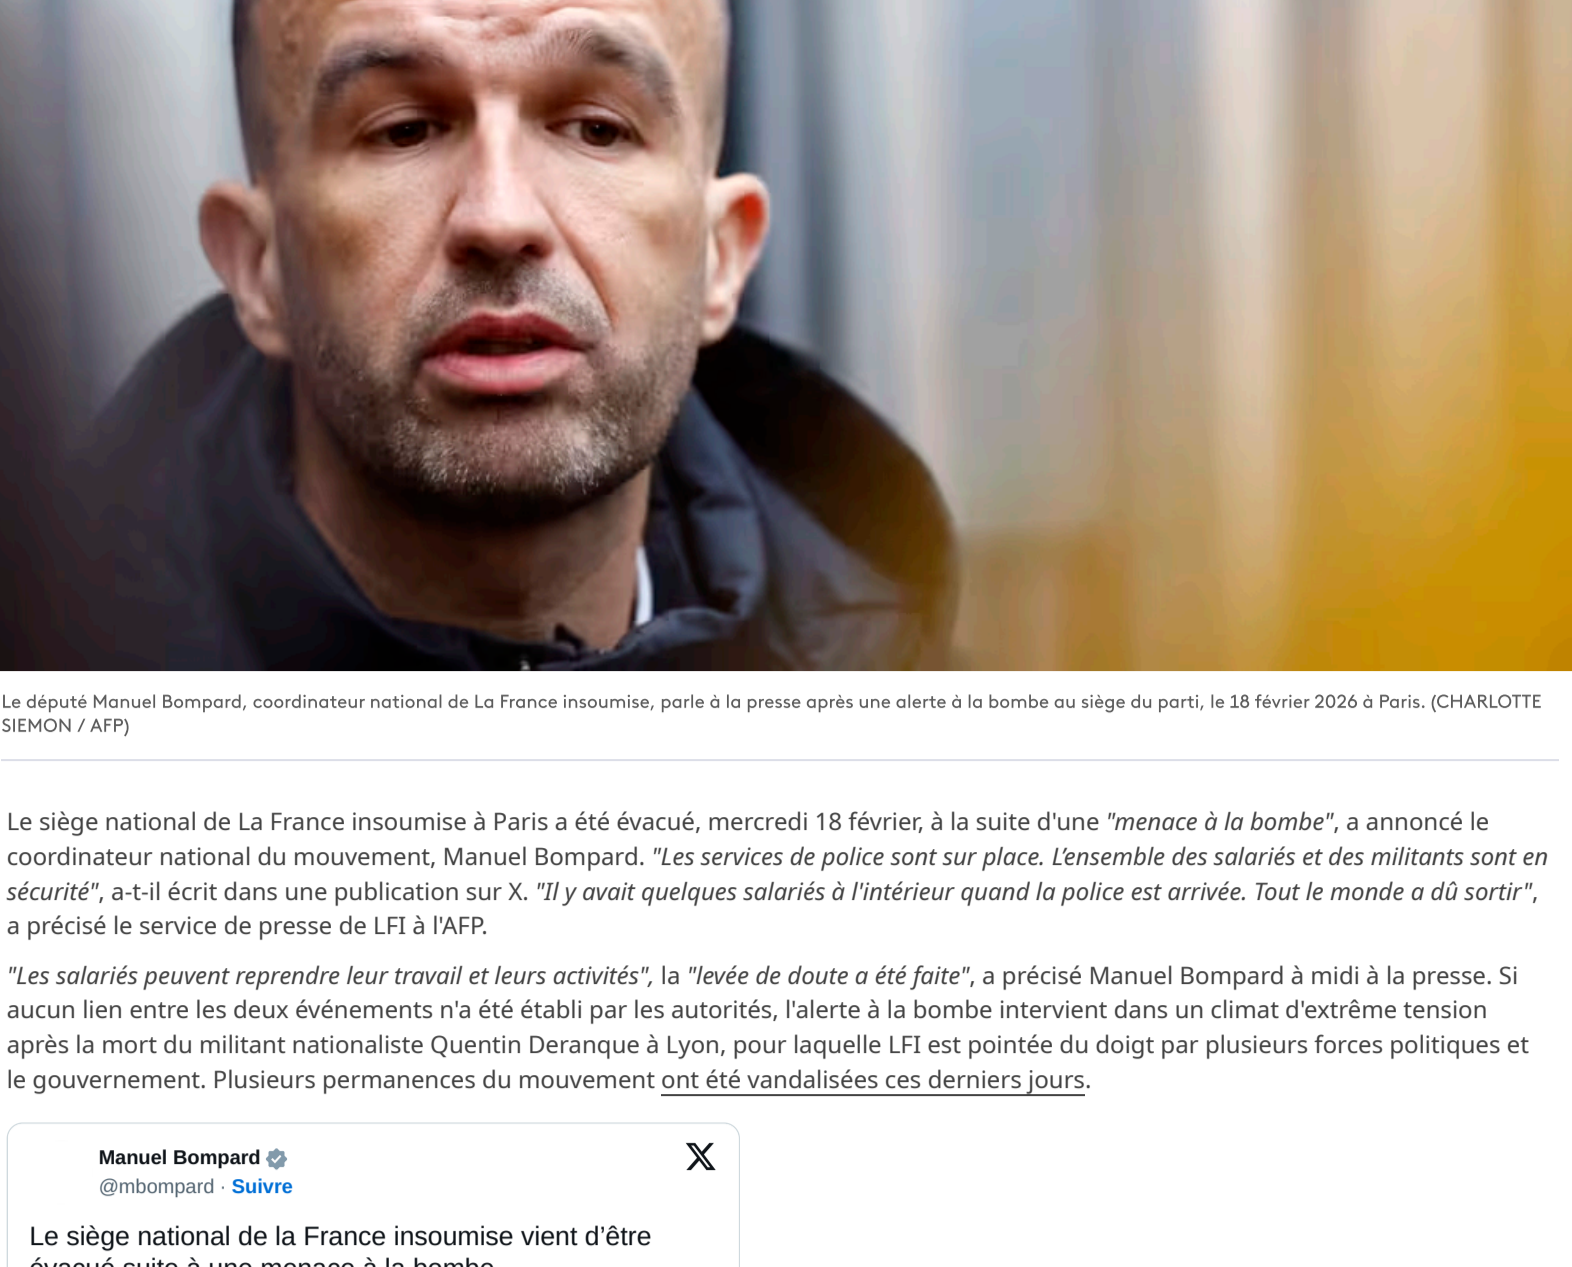 Le député Manuel Bompard, coordinateur national de La France insoumise, parle à la presse après une alerte à la bombe au siège du parti, le 18 février 2026 à Paris. (CHARLOTTE
SIEMON / AFP)
Le siège national de La France insoumise à Paris a été évacué, mercredi 18 février, à la suite d'une "menace à la bombe", a annoncé le
coordinateur national du mouvement, Manuel Bompard. "Les services de police sont sur place. L’ensemble des salariés et des militants sont en
sécurité", a-t-il écrit dans une publication sur X. "Il y avait quelques salariés à l'intérieur quand la police est arrivée. Tout le monde a dû sortir",
a précisé le service de presse de LFI à l'AFP.
"Les salariés peuvent reprendre leur travail et leurs activités", la "levée de doute a été faite", a précisé Manuel Bompard à midi à la presse. Si
aucun lien entre les deux événements n'a été établi par les autorités, l'alerte à la bombe intervient dans un climat d'extrême tension
après la mort du militant nationaliste Quentin Deranque à Lyon, pour laquelle LFI est pointée du doigt par plusieurs forces politiques et
le gouvernement. Plusieurs permanences du mouvement ont été vandalisées ces derniers jours.
Manuel Bompard
@mbompard · Suivre
Le siège national de la France insoumise vient d’être
évacué suite à une menace à la bombe.